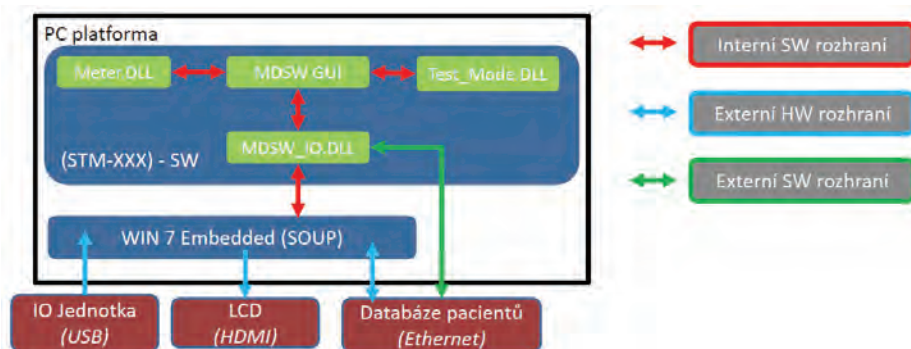 PC platforma
Meter.DLL
MDSW GUI
Test_Mode.DLL
MDSW_IO.DLL
(STM-XXX) - SW
WIN 7 Embedded (SOUP)
IO Jednotka
(USB)
LCD
(HDMI)
Databáze pacientů
(Ethernet)
Interní SW rozhraní
Externí HW rozhraní
Externí SW rozhraní